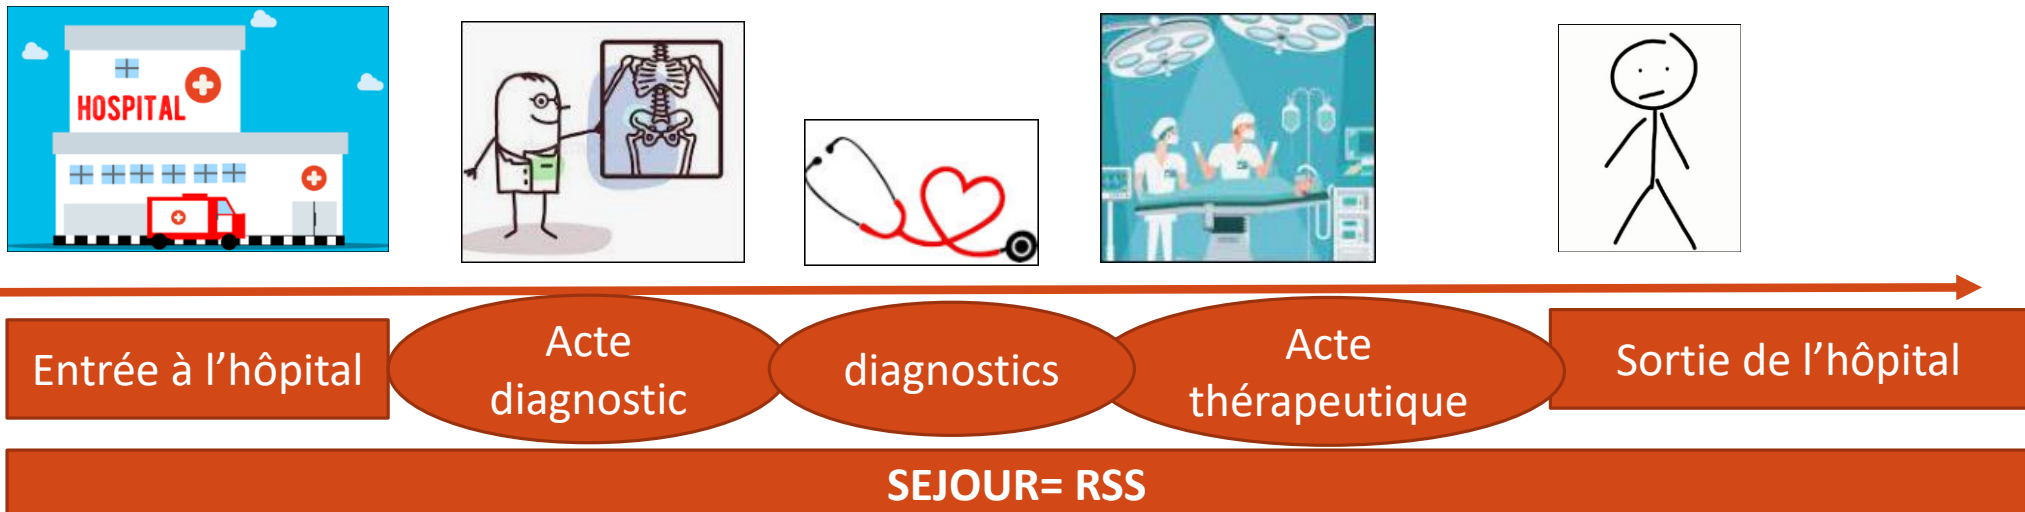 HOSPITAL
Entrée à l’hôpital
Acte
diagnostic
diagnostics
Acte
thérapeutique
Sortie de l’hôpital
SEJOUR= RSS